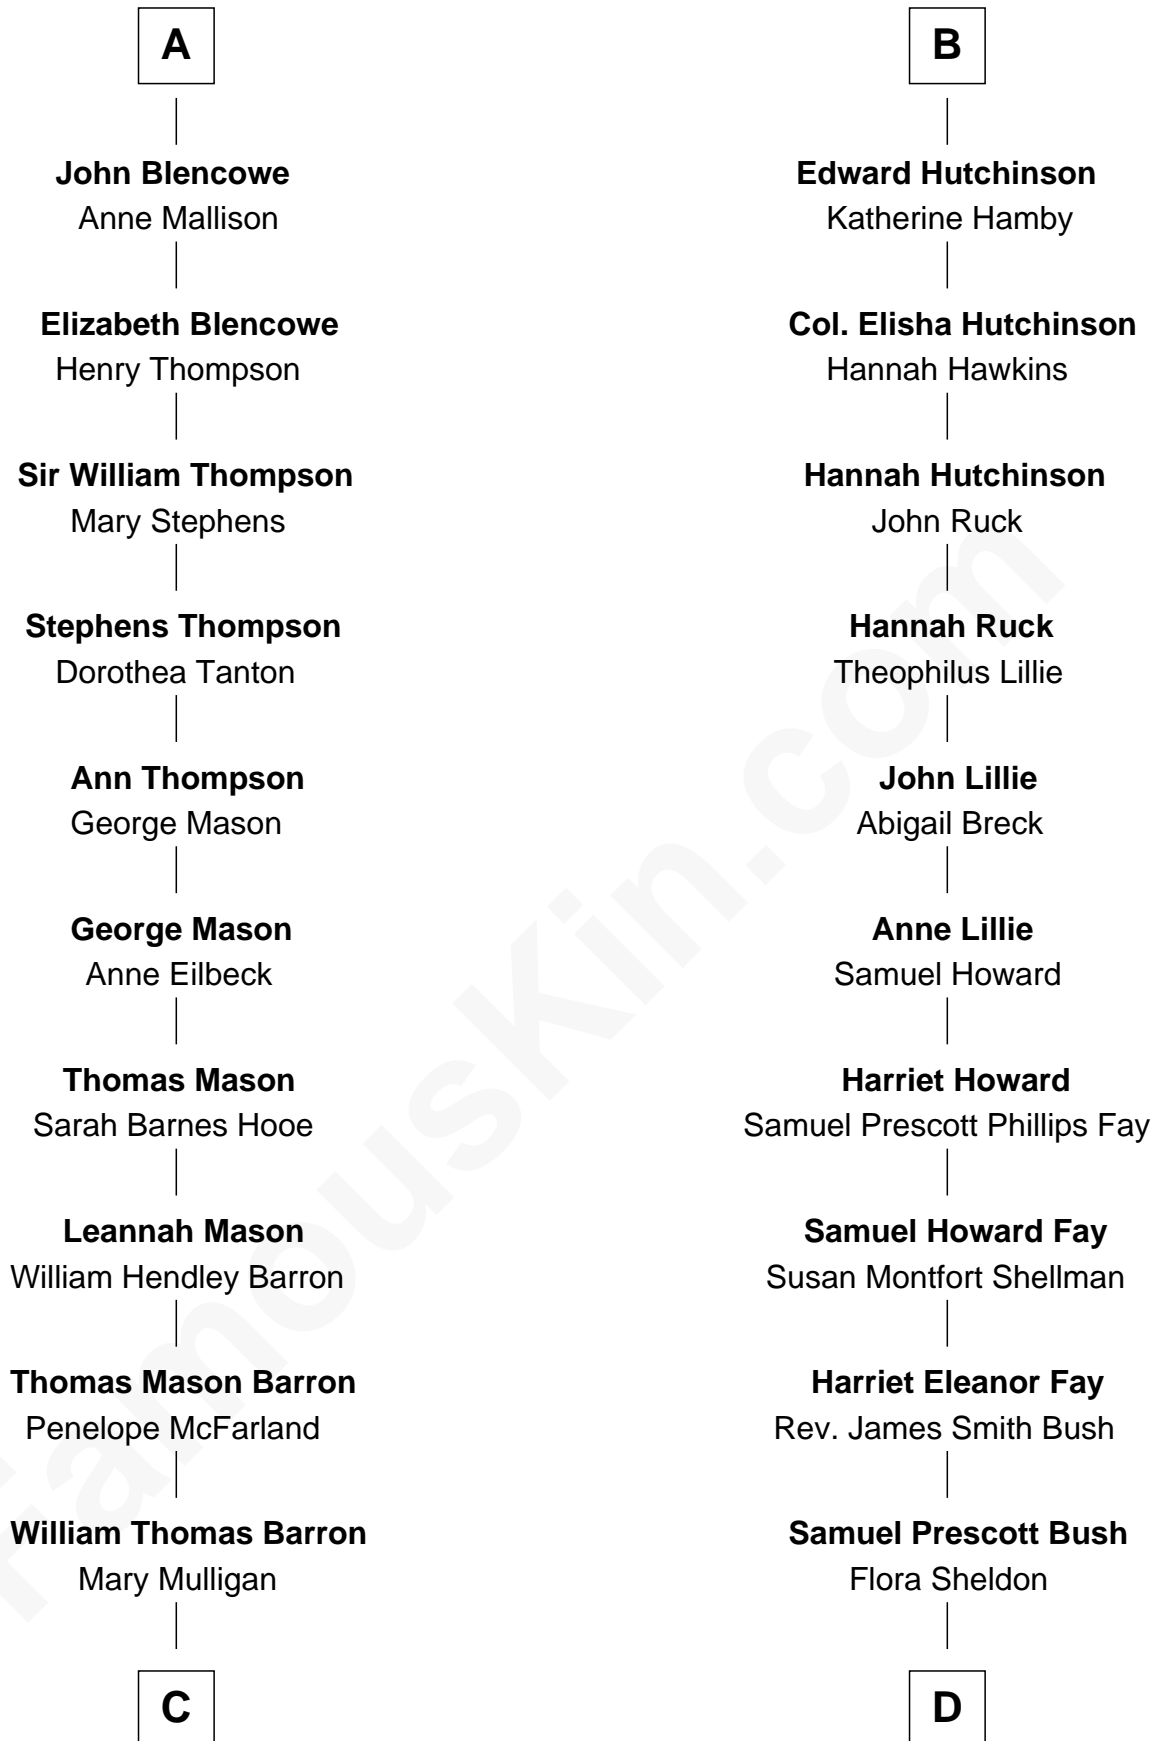 A
John Blencowe
Anne Mallison
Elizabeth Blencowe
Henry Thompson
Sir William Thompson
Mary Stephens
Stephens Thompson
Dorothea Tanton
Ann Thompson
George Mason
George Mason
Anne Eilbeck
Thomas Mason
Sarah Barnes Hooe
Leannah Mason
William Hendley Barron
Thomas Mason Barron
Penelope McFarland
William Thomas Barron
Mary Mulligan
C
B
Edward Hutchinson
Katherine Hamby
Col. Elisha Hutchinson
Hannah Hawkins
Hannah Hutchinson
John Ruck
Hannah Ruck
Theophilus Lillie
John Lillie
Abigail Breck
Anne Lillie
Samuel Howard
Harriet Howard
Samuel Prescott Phillips Fay
Samuel Howard Fay
Susan Montfort Shellman
Harriet Eleanor Fay
Rev. James Smith Bush
Samuel Prescott Bush
Flora Sheldon
D
FamousKin.com